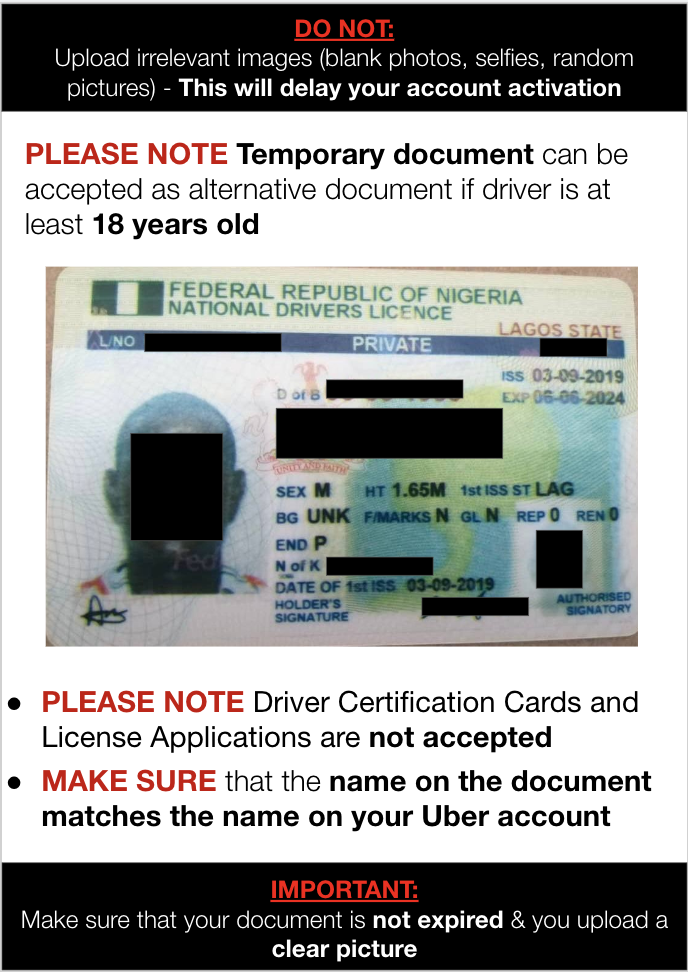 DO NOT:
Upload irrelevant images (blank photos, selfies, random
pictures) - This will delay your account activation
PLEASE NOTE Temporary document can be
accepted as alternative document if driver is at
least 18 years old
FEDERAL REPUBLIC OF NIGERIA
NATIONAL DRIVERS LICENCE
LAGOS STATE
L/NO PRIVATE
ISS 03-09-2019
D of B
EXP 06-06-2024
UNITY AND FAITH
SEX M HT 1.65M 1st ISS ST LAG
BG UNK F/MARKS N GL N REP 0 REN 0
END P
N of K
DATE OF 1st ISS 03-09-2019
HOLDER'S
SIGNATURE
AUTHORISED
SIGNATORY
● PLEASE NOTE Driver Certification Cards and
License Applications are not accepted
● MAKE SURE that the name on the document
matches the name on your Uber account
IMPORTANT:
Make sure that your document is not expired & you upload a
clear picture